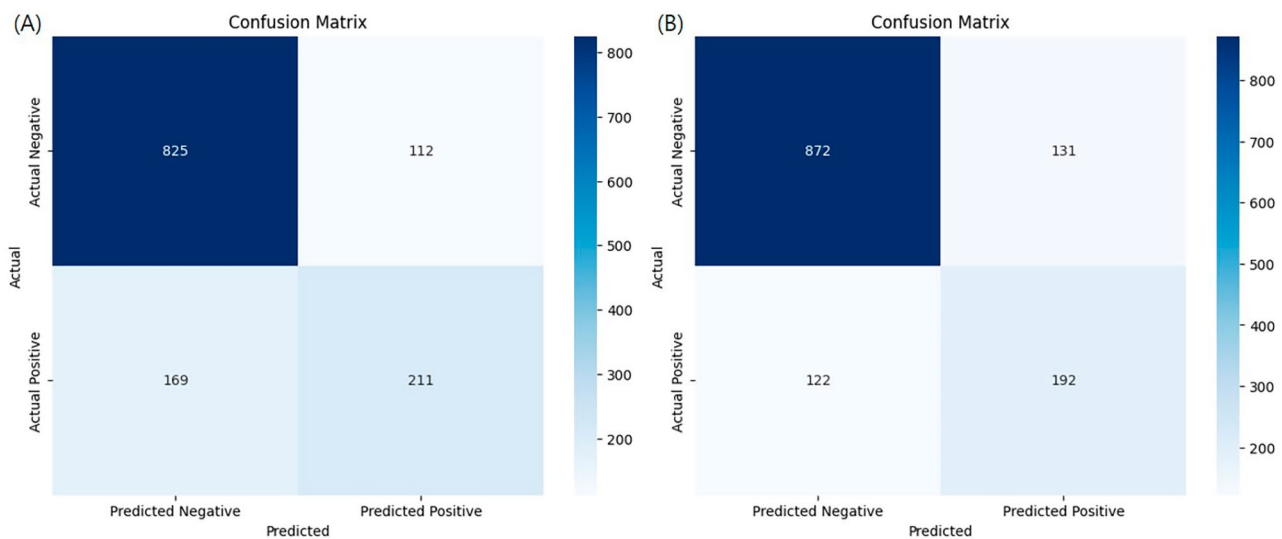 (A)
Confusion Matrix
Actual
Actual Negative
Actual Positive
825
112
169
211
Predicted Negative
Predicted Positive
Predicted
800
700
600
500
400
300
200
(B)
Confusion Matrix
Actual
Actual Negative
Actual Positive
872
131
122
192
Predicted Negative
Predicted Positive
Predicted
800
700
600
500
400
300
200